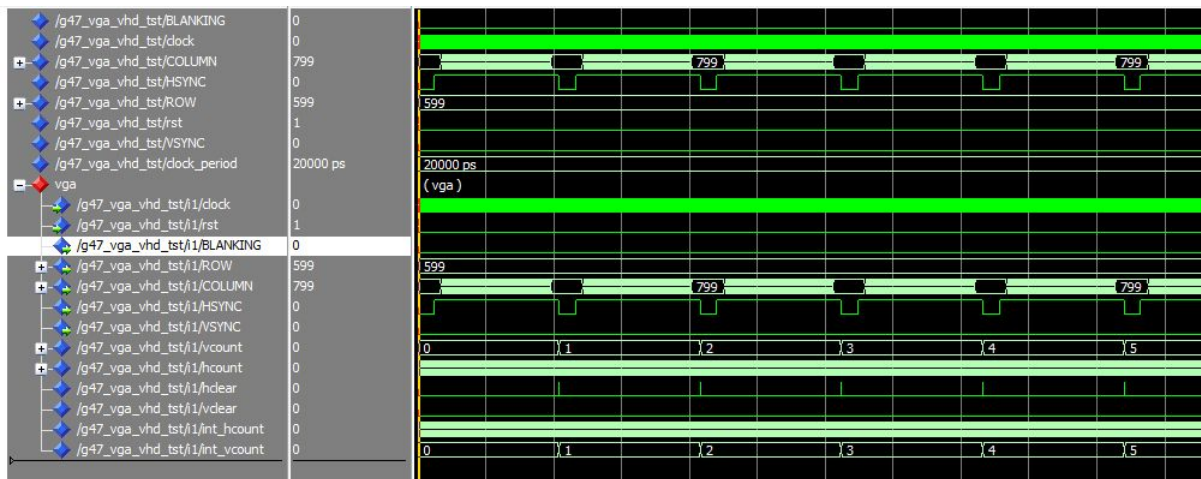 /g47_vga_vhd_tst/BLANKING 0
/g47_vga_vhd_tst/clock 0
/g47_vga_vhd_tst/COLUMN 799 799 799
/g47_vga_vhd_tst/HSYNC 0
/g47_vga_vhd_tst/ROW 599 599
/g47_vga_vhd_tst/rst 1
/g47_vga_vhd_tst/VSYNC 0
/g47_vga_vhd_tst/clock_period 20000 ps 20000 ps
vga ( vga )
/g47_vga_vhd_tst/i1/clock 0
/g47_vga_vhd_tst/i1/rst 1
/g47_vga_vhd_tst/i1/BLANKING 0
/g47_vga_vhd_tst/i1/ROW 599 599
/g47_vga_vhd_tst/i1/COLUMN 799 799 799
/g47_vga_vhd_tst/i1/HSYNC 0
/g47_vga_vhd_tst/i1/VSYNC 0
/g47_vga_vhd_tst/i1/vcount 0 0 1 2 3 4 5
/g47_vga_vhd_tst/i1/hcount 0
/g47_vga_vhd_tst/i1/hclear 0
/g47_vga_vhd_tst/i1/vclear 0
/g47_vga_vhd_tst/i1/int_hcount 0
/g47_vga_vhd_tst/i1/int_vcount 0 0 1 2 3 4 5